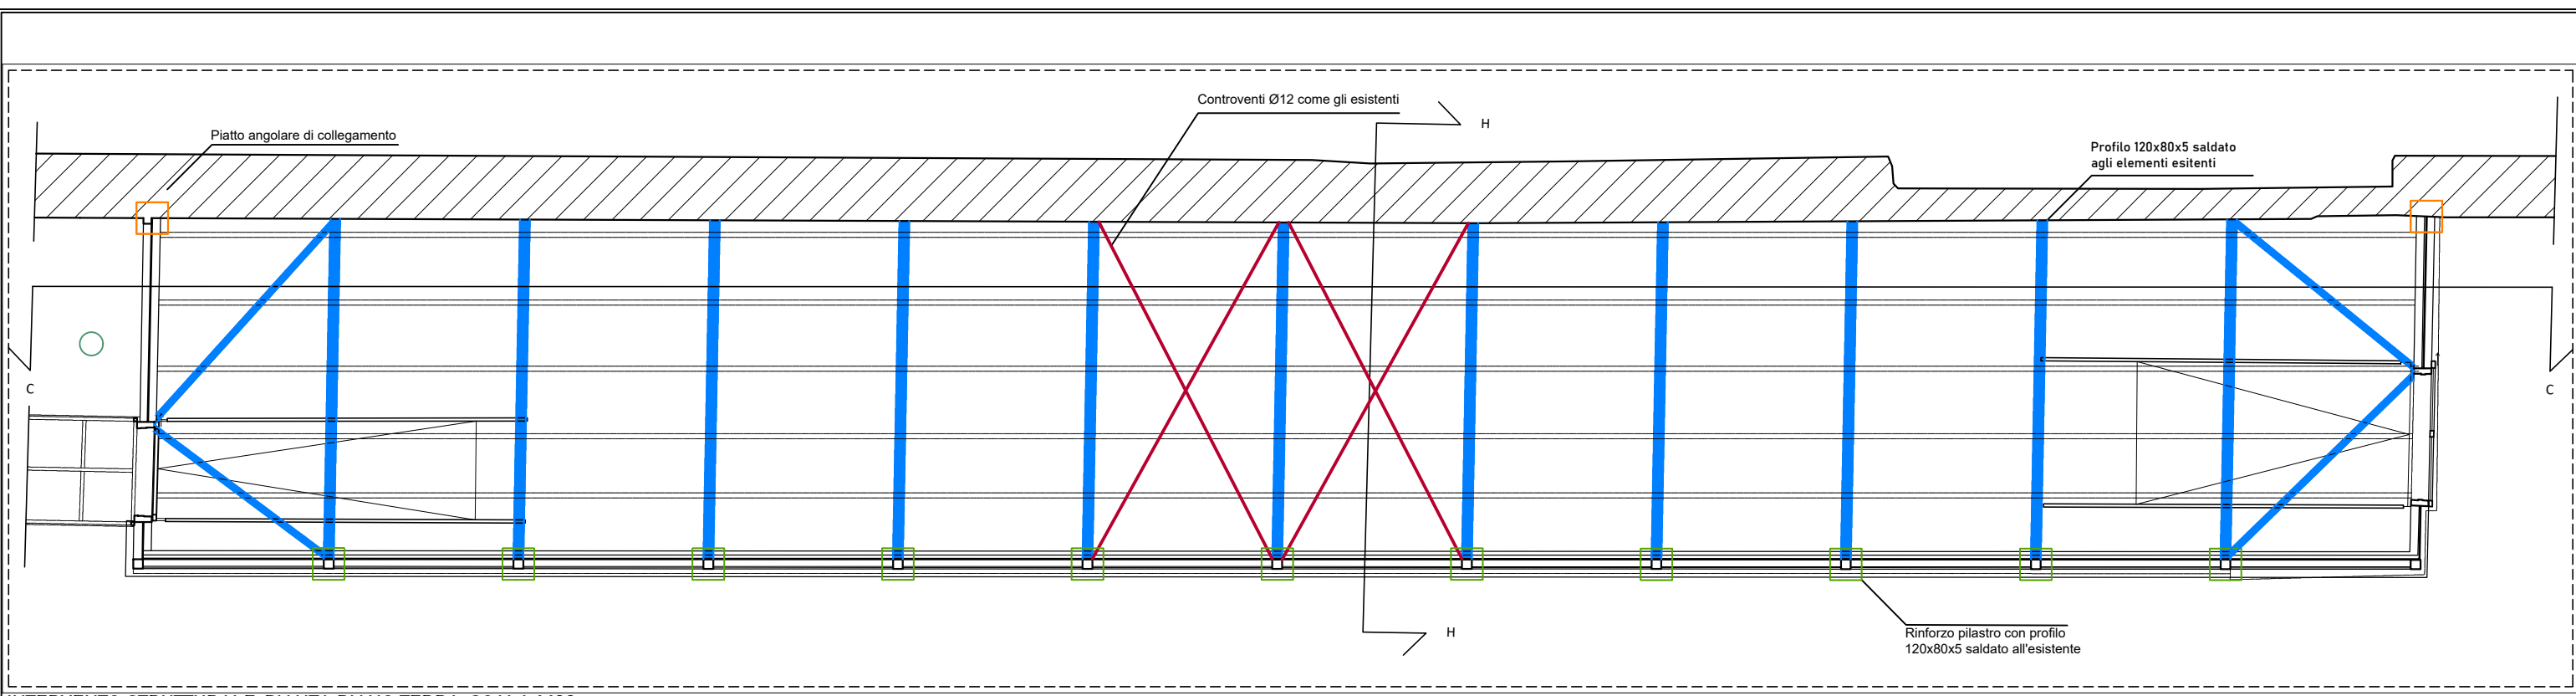 Controventi Ø12 come gli esistenti
H
Piatto angolare di collegamento
Profilo 120x80x5 saldato
agli elementi esitenti
C
C
H
Rinforzo pilastro con profilo
120x80x5 saldato all'esistente